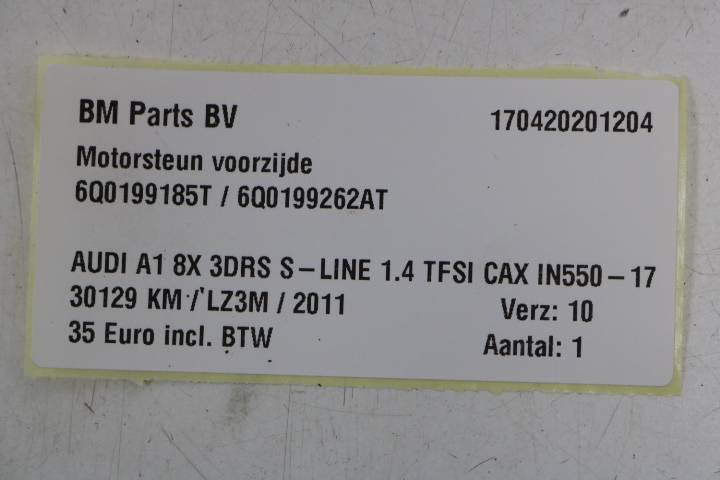 BM Parts BV 170420201204
Motorsteun voorzijde
6Q0199185T / 6Q0199262AT
AUDI A1 8X 3DRS S-LINE 1.4 TFSI CAX IN550-17
30129 KM / LZ3M / 2011 Verz: 10
35 Euro incl. BTW Aantal: 1